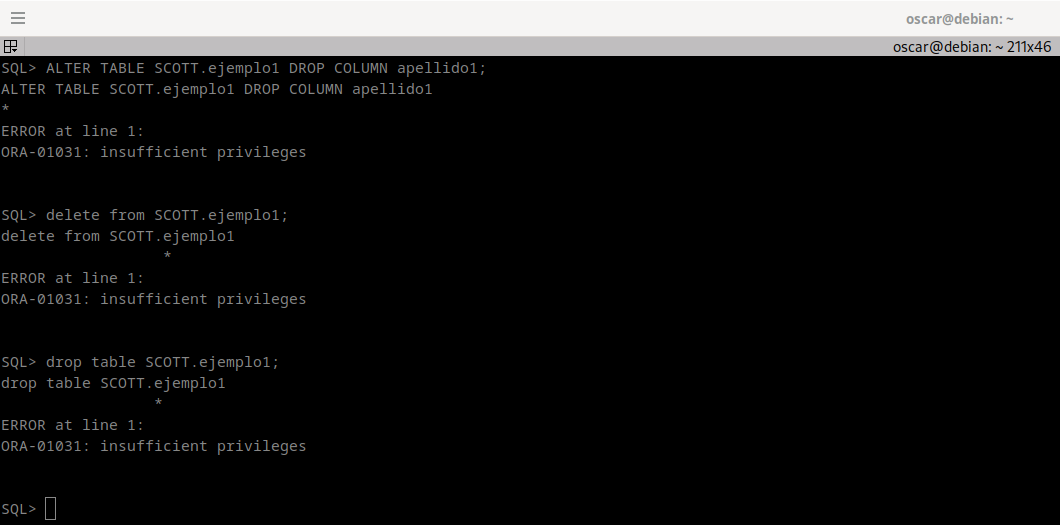 oscar@debian: ~
oscar@debian: ~ 211x46
SQL> ALTER TABLE SCOTT.ejemplo1 DROP COLUMN apellido1;
ALTER TABLE SCOTT.ejemplo1 DROP COLUMN apellido1
*
ERROR at line 1:
ORA-01031: insufficient privileges
SQL> delete from SCOTT.ejemplo1;
delete from SCOTT.ejemplo1
*
ERROR at line 1:
ORA-01031: insufficient privileges
SQL> drop table SCOTT.ejemplo1;
drop table SCOTT.ejemplo1
*
ERROR at line 1:
ORA-01031: insufficient privileges
SQL>